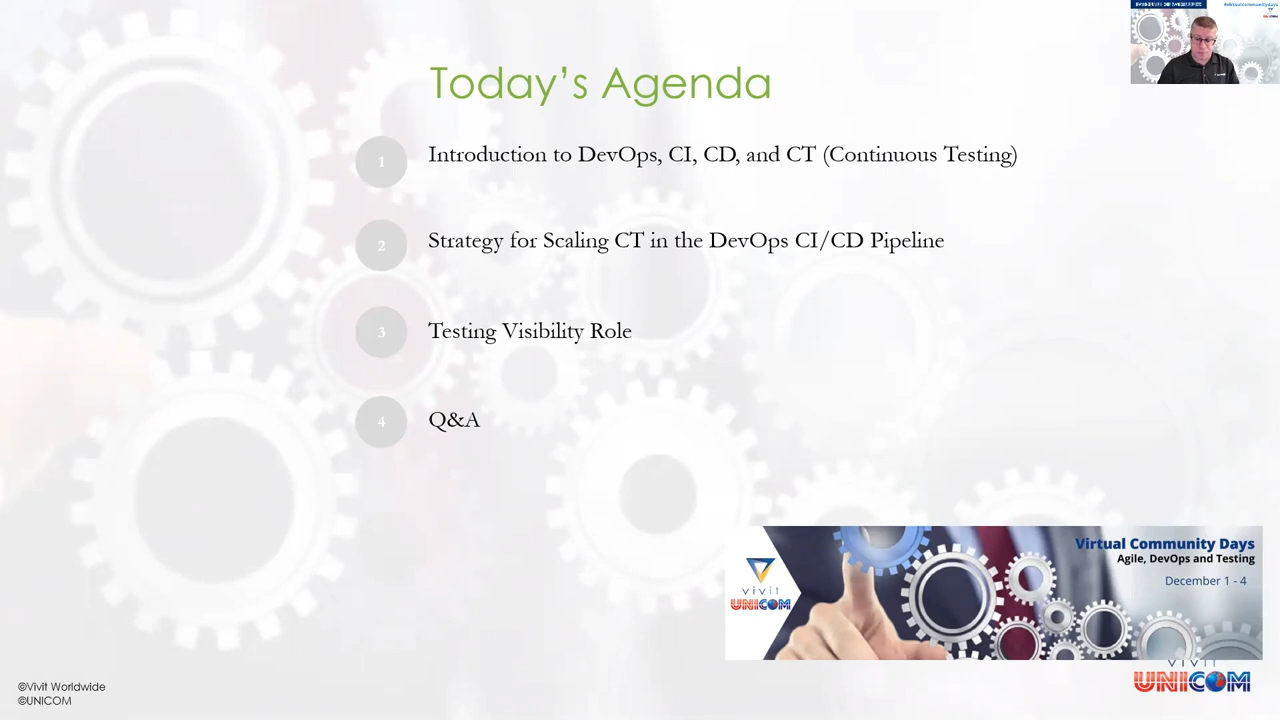 #virtualcommunitydays
Today's Agenda
1
Introduction to DevOps, CI, CD, and CT (Continuous Testing)
2
Strategy for Scaling CT in the DevOps CI/CD Pipeline
3
Testing Visibility Role
4
Q&A
Virtual Community Days
Agile, DevOps and Testing
December 1 - 4
vivit
UNICOM
vivit
UNICOM
©Vivit Worldwide
©UNICOM